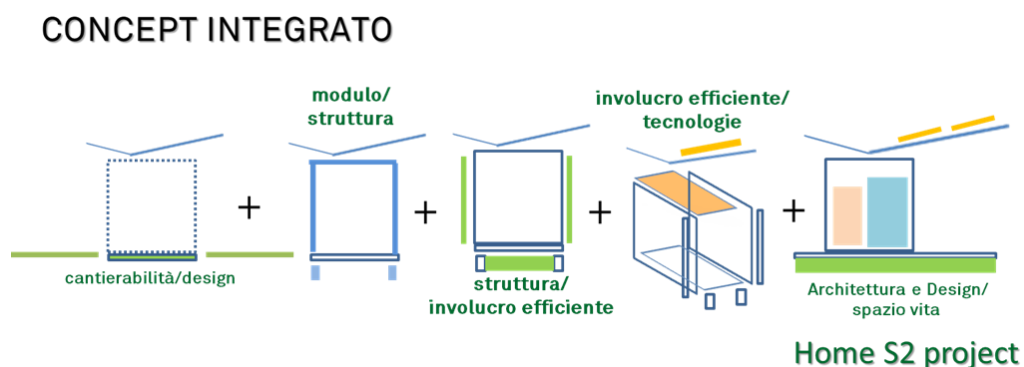 CONCEPT INTEGRATO
modulo/
struttura
involucro efficiente/
tecnologie
+
+
+
+
cantierabilità/design
struttura/
involucro efficiente
Architettura e Design/
spazio vita
Home S2 project